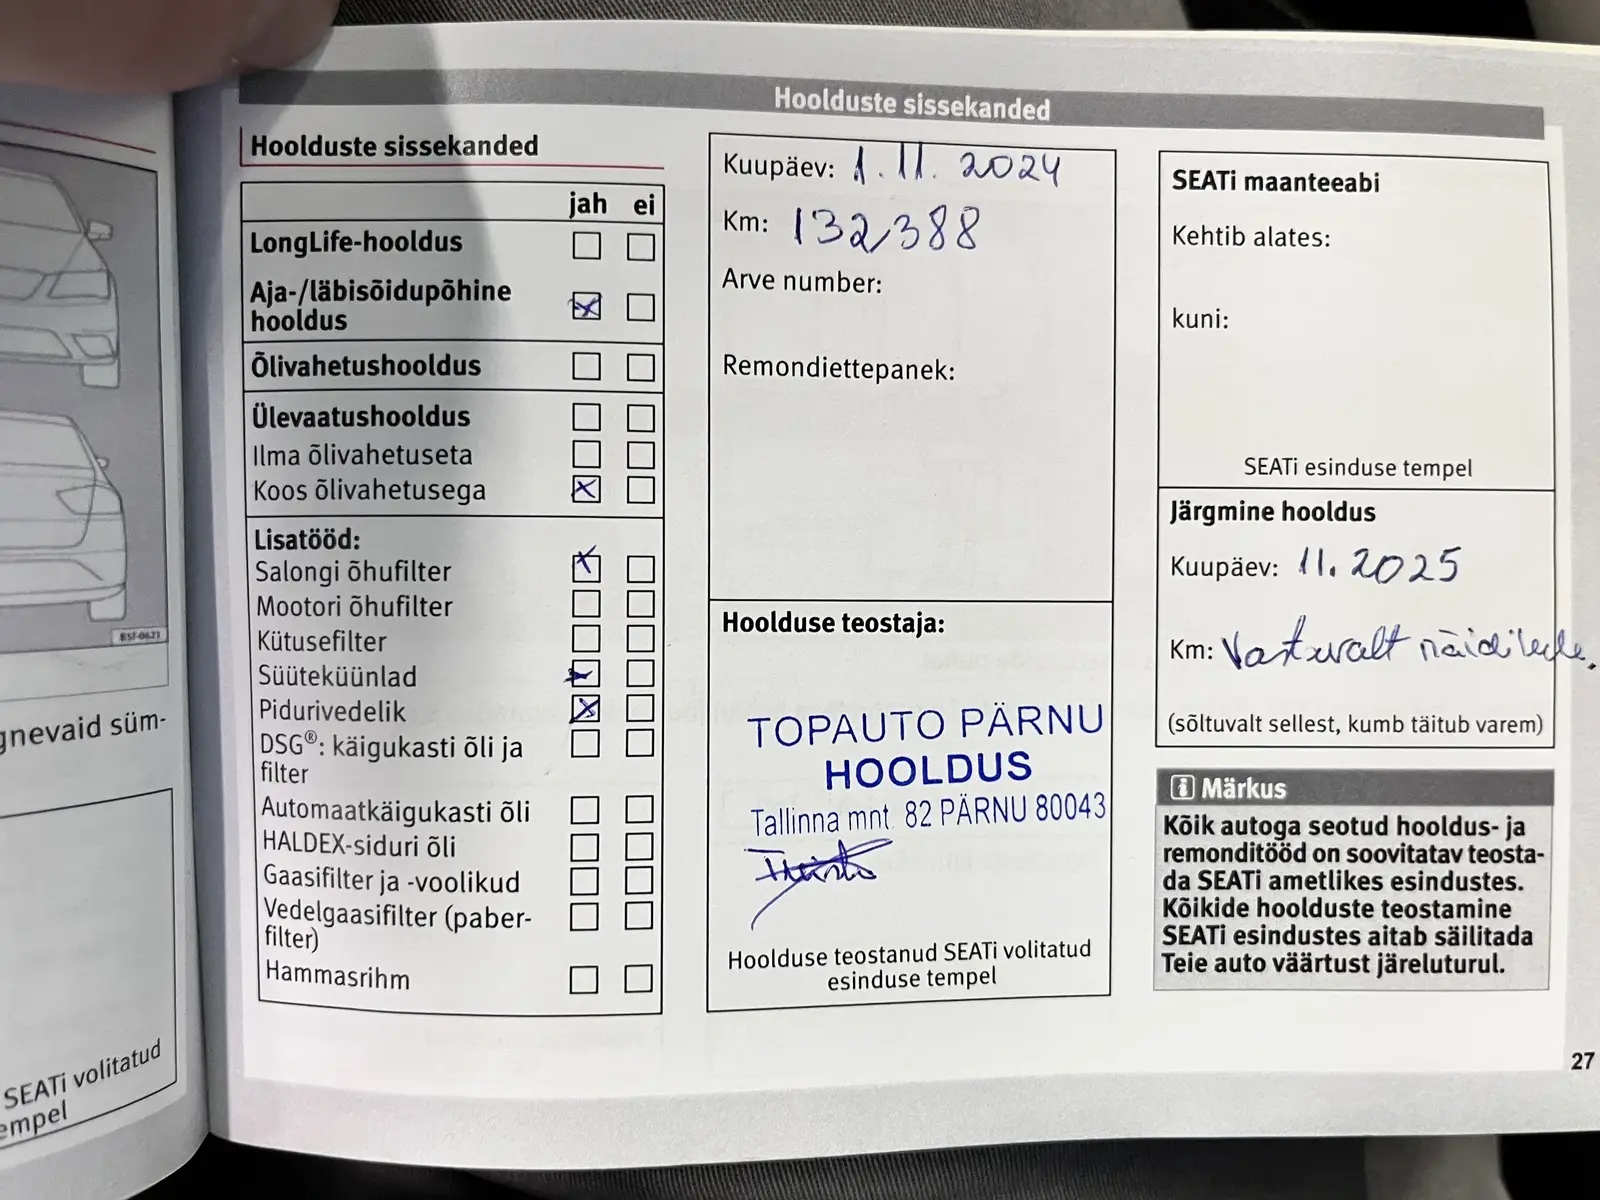 Hoolduste sissekanded
Hoolduste sissekanded
jah ei
LongLife-hooldus
Aja-/läbisõidupõhine
hooldus
Õlivahetushooldus
Ülevaatushooldus
Ilma õlivahetuseta
Koos õlivahetusega
Lisatööd:
Salongi õhufilter
Mootori õhufilter
Kütusefilter
Süüteküünlad
Pidurivedelik
DSG®: käigukasti õli ja
filter
Automaatkäigukasti õli
HALDEX-siduri õli
Gaasifilter ja -voolikud
Vedelgaasifilter (paber-
filter)
Hammasrihm
Kuupäev: 1.11.2024
Km: 132388
Arve number:
Remondiettepanek:
Hoolduse teostaja:
TOPAUTO PÄRNU
HOOLDUS
Tallinna mnt. 82 PÄRNU 80043
Hoolduse teostanud SEATi volitatud
esinduse tempel
SEATi maanteeabi
Kehtib alates:
kuni:
SEATi esinduse tempel
Järgmine hooldus
Kuupäev: 11.2025
Km: Vastavalt näidikule.
(sõltuvalt sellest, kumb täitub varem)
i Märkus
Kõik autoga seotud hooldus- ja
remonditööd on soovitatav teosta-
da SEATi ametlikes esindustes.
Kõikide hoolduste teostamine
SEATi esindustes aitab säilitada
Teie auto väärtust järeluturul.
27
gnevaid süm-
SEATi volitatud
empel